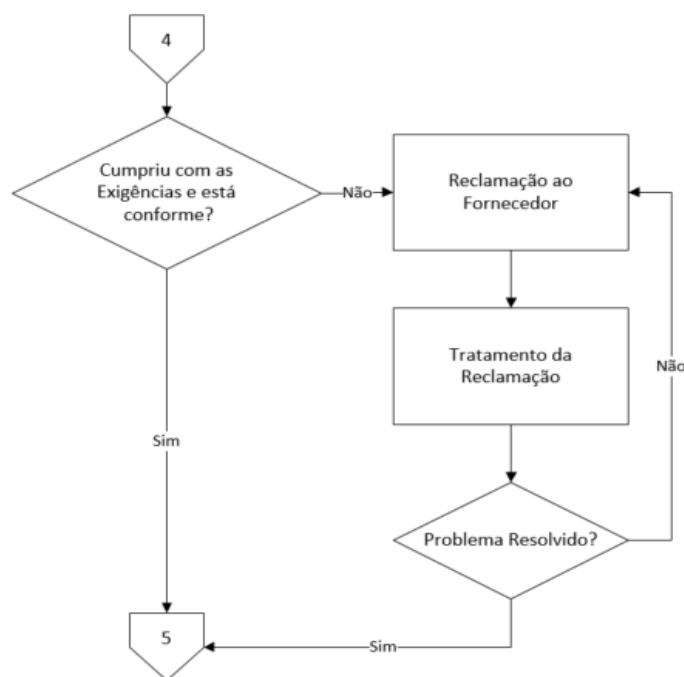 4
Cumpriu com as
Exigências e está
conforme?
Não
Reclamação ao
Fornecedor
Tratamento da
Reclamação
Não
Sim
Problema Resolvido?
5
Sim